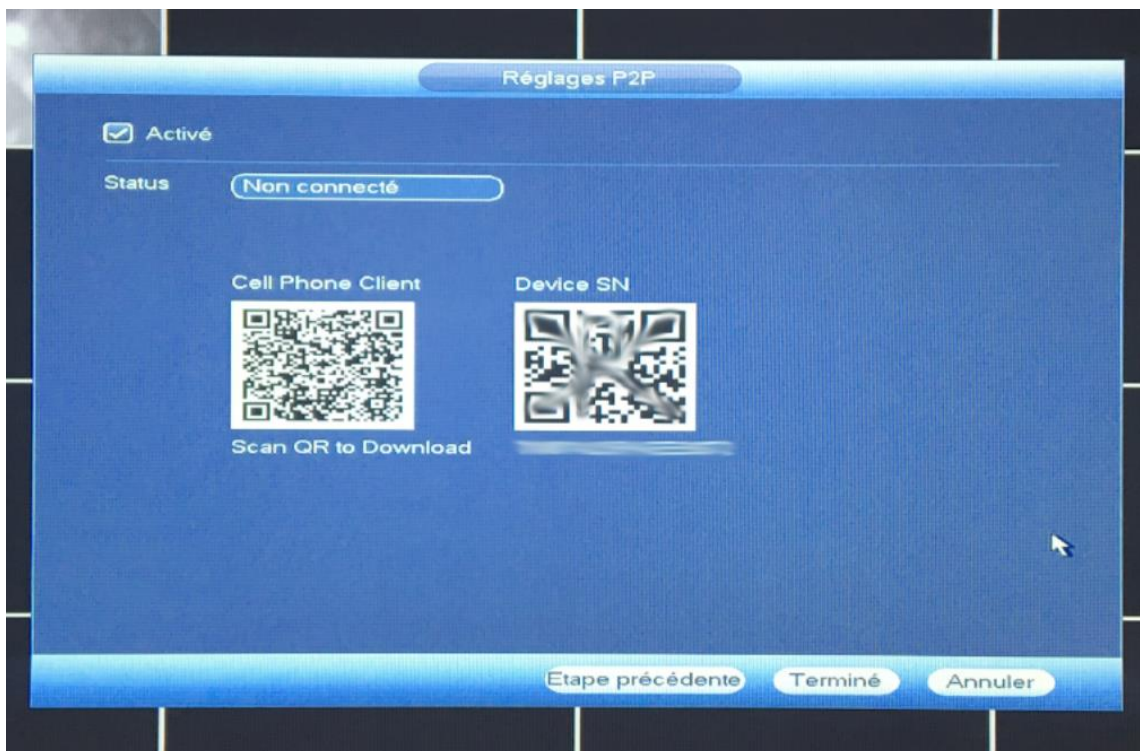 Réglages P2P
Activé
Status Non connecté
Cell Phone Client Device SN
Scan QR to Download
Etape précédente Terminé Annuler